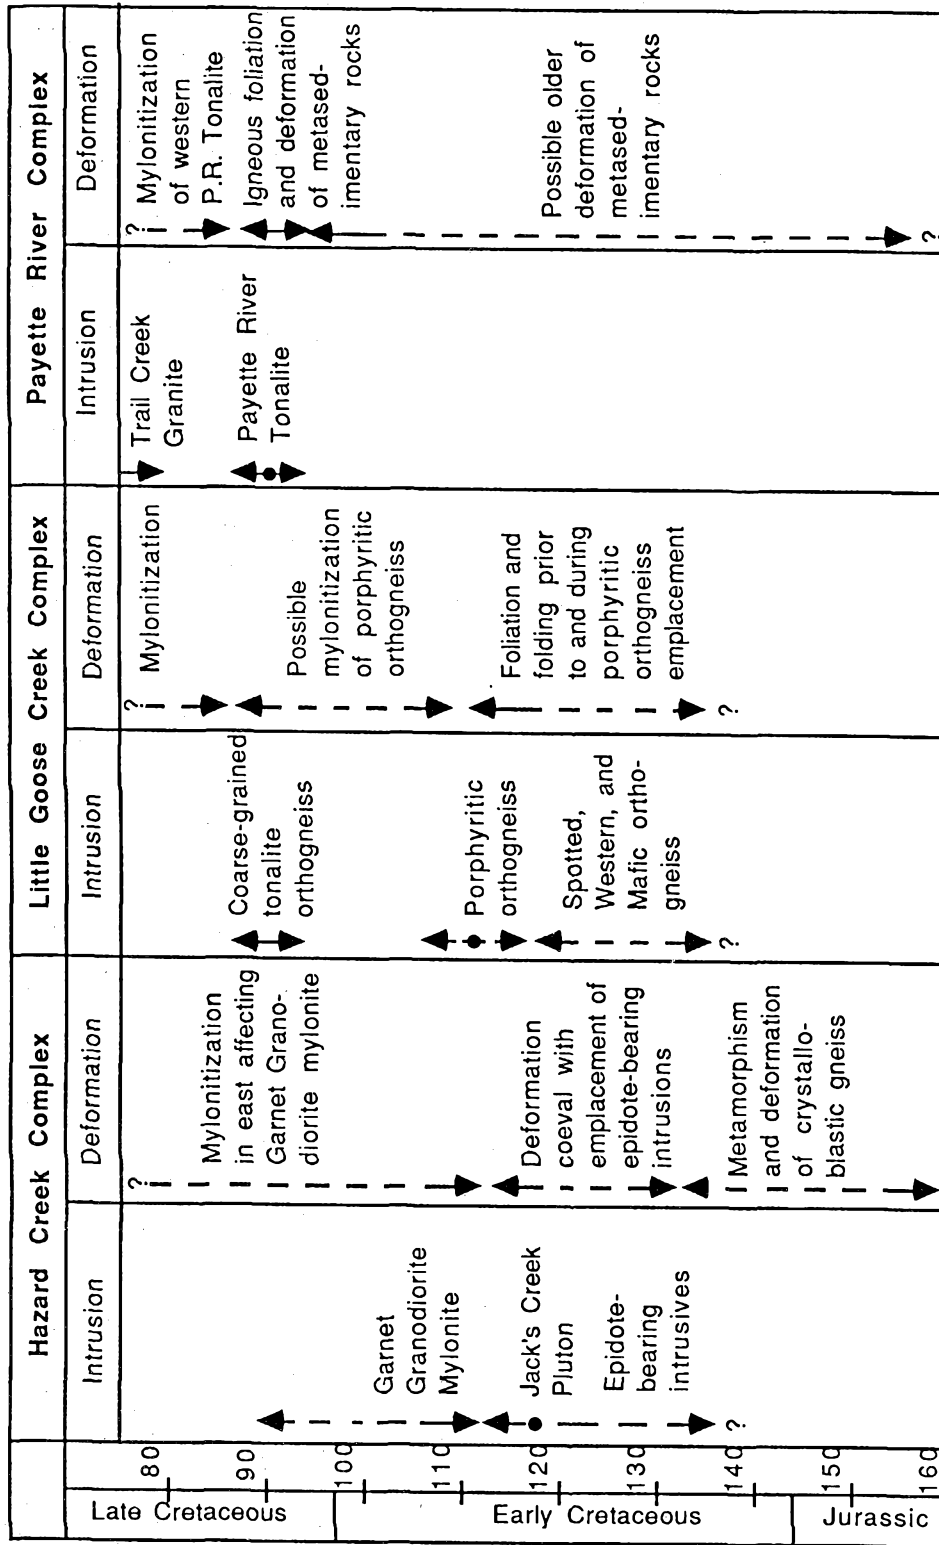 Hazard Creek Complex
Little Goose Creek Complex
Payette River Complex
Intrusion
Deformation
Intrusion
Deformation
Intrusion
Deformation
Late Cretaceous
Early Cretaceous
Jurassic
80
90
100
110
120
130
140
150
160
Garnet
Granodiorite
Mylonite
Jack's Creek
Pluton
Epidote-
bearing
intrusives
?
?
Mylonitization
in east affecting
Garnet Grano-
diorite mylonite
Deformation
coeval with
emplacement of
epidote-bearing
intrusions
Metamorphism
and deformation
of crystallo-
blastic gneiss
Coarse-grained
tonalite
orthogneiss
Porphyritic
orthogneiss
Spotted,
Western, and
Mafic ortho-
gneiss
?
?
Mylonitization
Possible
mylonitization
of porphyritic
orthogneiss
Foliation and
folding prior
to and during
porphyritic
orthogneiss
emplacement
?
Trail Creek
Granite
Payette River
Tonalite
?
Mylonitization
of western
P.R. Tonalite
Igneous foliation
and deformation
of metased-
imentary rocks
Possible older
deformation of
metased-
imentary rocks
?